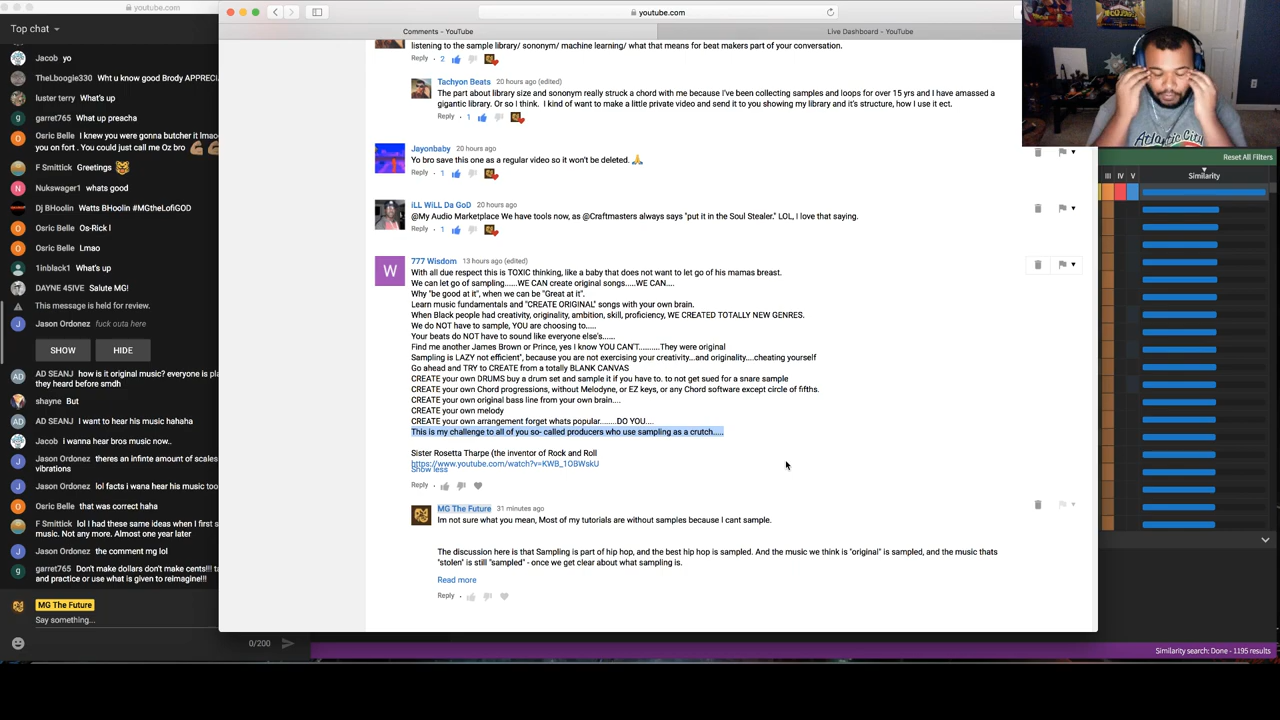 youtube.com
Top chat
Jacob yo
TheLboogie330 Wht u know good Brody APPRECI
luster terry What's up
garret765 What up preacha
Osric Belle I knew you were gonna butcher it lmao
you on fort . You could just call me Oz bro
F Smittick Greetings
Nukswager1 whats good
Dj BHoolin Watts BHoolin #MGtheLofiGOD
Osric Belle Os-Rick I
Osric Belle Lmao
1inblack1 What's up
DAYNE 45IVE Salute MG!
This message is held for review.
Jason Ordonez fuck outa here
SHOW HIDE
AD SEANJ how is it original music? everyone is pla
they heard before smdh
shayne But
AD SEANJ I want to hear his music hahaha
Jacob i wanna hear bros music now..
Jason Ordonez theres an infinte amount of scales
vibrations
Jason Ordonez lol facts i wana hear his music too
Osric Belle that was correct haha
F Smittick lol I had these same ideas when I first s
music. Not any more. Almost one year later
Jason Ordonez the comment mg lol
garret765 Don't make dollars don't make cents!!! ta
and practice or use what is given to reimagine!!!
MG The Future
Say something...
0/200
youtube.com
Comments - YouTube
Live Dashboard - YouTube
listening to the sample library/ sononym/ machine learning/ what that means for beat makers part of your conversation.
Reply · 2
Tachyon Beats 20 hours ago (edited)
The part about library size and sononym really struck a chord with me because I've been collecting samples and loops for over 15 yrs and I have amassed a
gigantic library. Or so I think. I kind of want to make a little private video and send it to you showing my library and it's structure, how I use it ect.
Reply · 1
Jayonbaby 20 hours ago
Yo bro save this one as a regular video so it won't be deleted.
Reply · 1
iLL WiLL Da GoD 20 hours ago
@My Audio Marketplace We have tools now, as @Craftmasters always says "put it in the Soul Stealer." LOL, I love that saying.
Reply · 1
W
777 Wisdom 13 hours ago (edited)
With all due respect this is TOXIC thinking, like a baby that does not want to let go of his mamas breast.
We can let go of sampling......WE CAN create original songs.....WE CAN....
Why "be good at it", when we can be "Great at it".
Learn music fundamentals and "CREATE ORIGINAL" songs with your own brain.
When Black people had creativity, originality, ambition, skill, proficiency, WE CREATED TOTALLY NEW GENRES.
We do NOT have to sample, YOU are choosing to.....
Your beats do NOT have to sound like everyone else's......
Find me another James Brown or Prince, yes I know YOU CAN'T..........They were original
Sampling is LAZY not efficient", because you are not exercising your creativity...and originality....cheating yourself
Go ahead and TRY to CREATE from a totally BLANK CANVAS
CREATE your own DRUMS buy a drum set and sample it if you have to. to not get sued for a snare sample
CREATE your own Chord progressions, without Melodyne, or EZ keys, or any Chord software except circle of fifths.
CREATE your own original bass line from your own brain....
CREATE your own melody
CREATE your own arrangement forget whats popular........DO YOU....
This is my challenge to all of you so- called producers who use sampling as a crutch.....
Sister Rosetta Tharpe (the inventor of Rock and Roll
https://www.youtube.com/watch?v=KWB_1OBWskU
Show less
Reply ·
MG The Future 31 minutes ago
Im not sure what you mean, Most of my tutorials are without samples because I cant sample.
The discussion here is that Sampling is part of hip hop, and the best hip hop is sampled. And the music we think is "original" is sampled, and the music thats
"stolen" is still "sampled" - once we get clear about what sampling is.
Read more
Reply ·
Atlantic City
Reset All Filters
III IV V Similarity
Similarity search: Done - 1195 results